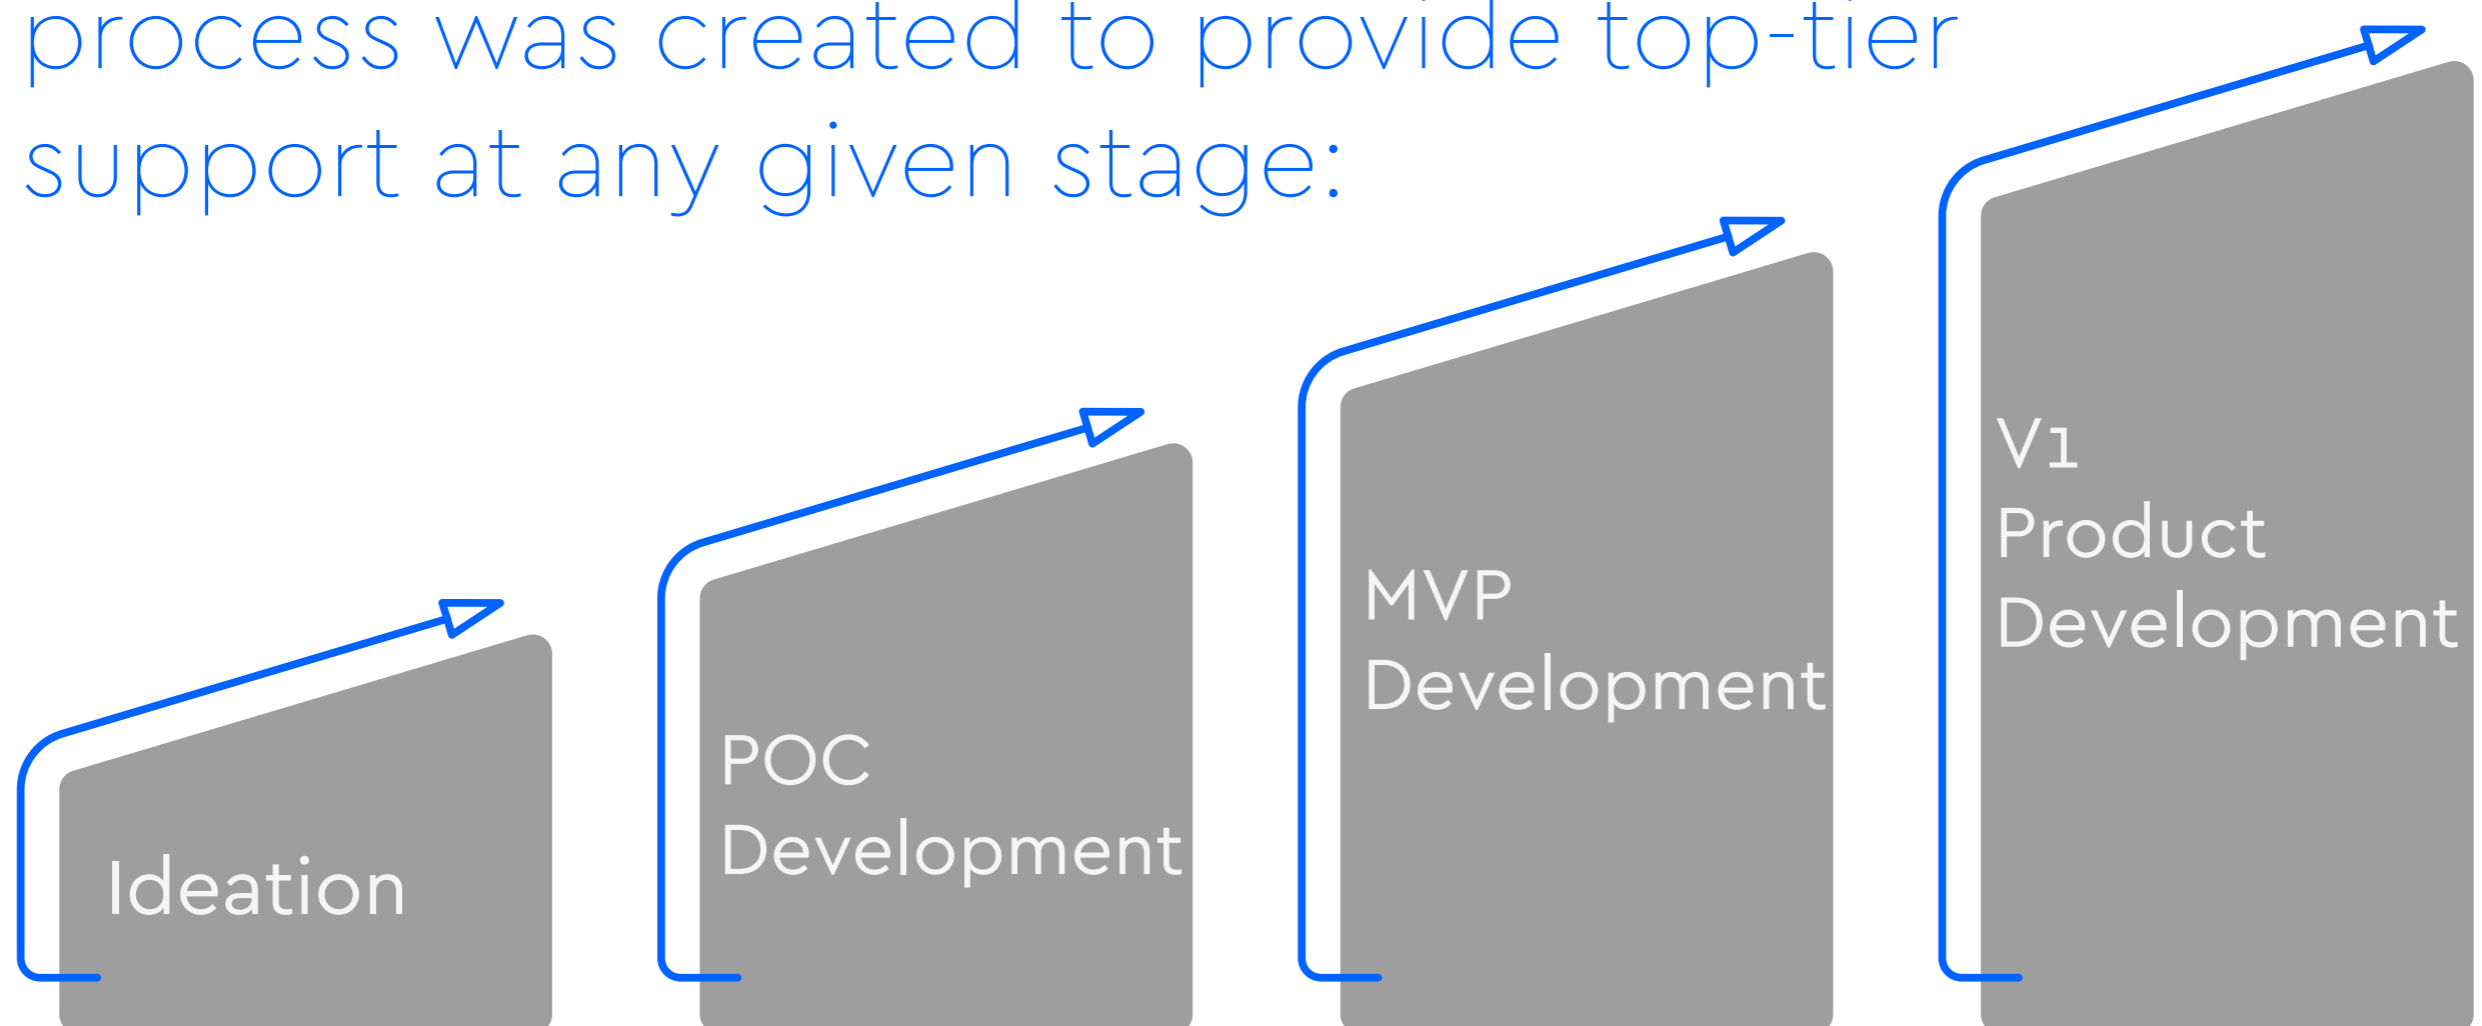 process was created to provide top-tier
support at any given stage:
Ideation
POC
Development
MVP
Development
V1
Product
Development